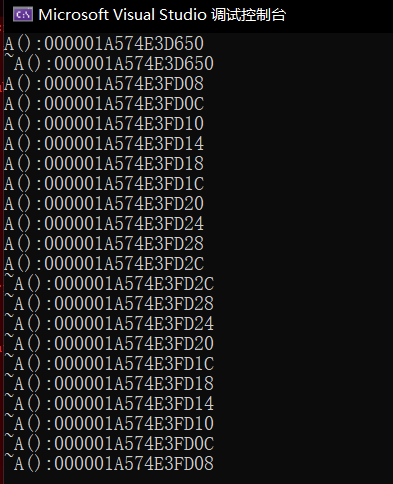 Microsoft Visual Studio 调试控制台
A():000001A574E3D650
~A():000001A574E3D650
A():000001A574E3FD08
A():000001A574E3FD0C
A():000001A574E3FD10
A():000001A574E3FD14
A():000001A574E3FD18
A():000001A574E3FD1C
A():000001A574E3FD20
A():000001A574E3FD24
A():000001A574E3FD28
A():000001A574E3FD2C
~A():000001A574E3FD2C
~A():000001A574E3FD28
~A():000001A574E3FD24
~A():000001A574E3FD20
~A():000001A574E3FD1C
~A():000001A574E3FD18
~A():000001A574E3FD14
~A():000001A574E3FD10
~A():000001A574E3FD0C
~A():000001A574E3FD08